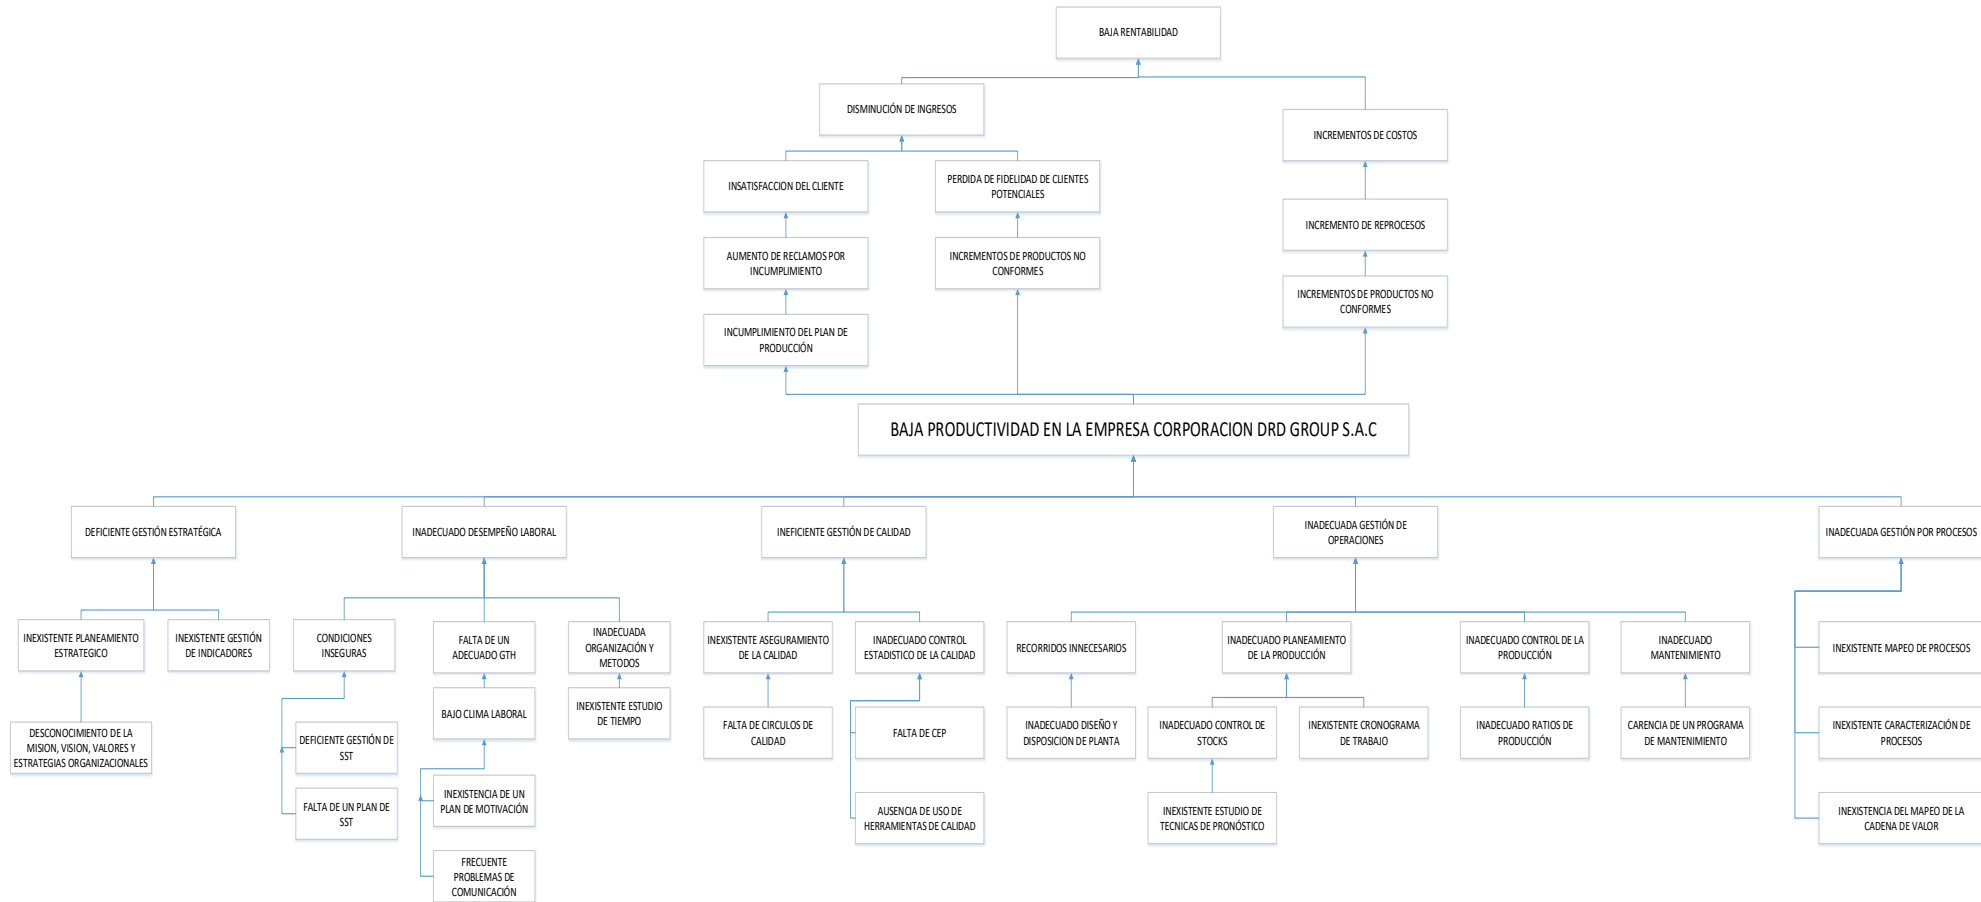 BAJA RENTABILIDAD
DISMINUCIÓN DE INGRESOS
INCREMENTOS DE COSTOS
INSATISFACCION DEL CLIENTE
PERDIDA DE FIDELIDAD DE CLIENTES
POTENCIALES
INCREMENTO DE REPROCESOS
AUMENTO DE RECLAMOS POR
INCUMPLIMIENTO
INCREMENTOS DE PRODUCTOS NO
CONFORMES
INCREMENTOS DE PRODUCTOS NO
CONFORMES
INCUMPLIMIENTO DEL PLAN DE
PRODUCCIÓN
BAJA PRODUCTIVIDAD EN LA EMPRESA CORPORACION DRD GROUP S.A.C
DEFICIENTE GESTIÓN ESTRATÉGICA
INADECUADO DESEMPEÑO LABORAL
INEFICIENTE GESTIÓN DE CALIDAD
INADECUADA GESTIÓN DE
OPERACIONES
INADECUADA GESTIÓN POR PROCESOS
INEXISTENTE PLANEAMIENTO
ESTRATEGICO
INEXISTENTE GESTIÓN
DE INDICADORES
CONDICIONES
INSEGURAS
FALTA DE UN
ADECUADO GTH
INADECUADA
ORGANIZACIÓN Y
METODOS
INEXISTENTE ASEGURAMIENTO
DE LA CALIDAD
INADECUADO CONTROL
ESTADISTICO DE LA CALIDAD
RECORRIDOS INNECESARIOS
INADECUADO PLANEAMIENTO
DE LA PRODUCCIÓN
INADECUADO CONTROL DE LA
PRODUCCIÓN
INADECUADO
MANTENIMIENTO
INEXISTENTE MAPEO DE PROCESOS
DESCONOCIMIENTO DE LA
MISION, VISION, VALORES Y
ESTRATEGIAS ORGANIZACIONALES
DEFICIENTE GESTIÓN DE
SST
BAJO CLIMA LABORAL
INEXISTENTE ESTUDIO
DE TIEMPO
FALTA DE CIRCULOS DE
CALIDAD
FALTA DE CEP
INADECUADO DISEÑO Y
DISPOSICION DE PLANTA
INADECUADO CONTROL DE
STOCKS
INEXISTENTE CRONOGRAMA
DE TRABAJO
INADECUADO RATIOS DE
PRODUCCIÓN
CARENCIA DE UN PROGRAMA
DE MANTENIMIENTO
INEXISTENTE CARACTERIZACIÓN DE
PROCESOS
FALTA DE UN PLAN DE
SST
INEXISTENCIA DE UN
PLAN DE MOTIVACIÓN
AUSENCIA DE USO DE
HERRAMIENTAS DE CALIDAD
INEXISTENTE ESTUDIO DE
TECNICAS DE PRONÓSTICO
INEXISTENCIA DEL MAPEO DE LA
CADENA DE VALOR
FRECUENTE
PROBLEMAS DE
COMUNICACIÓN